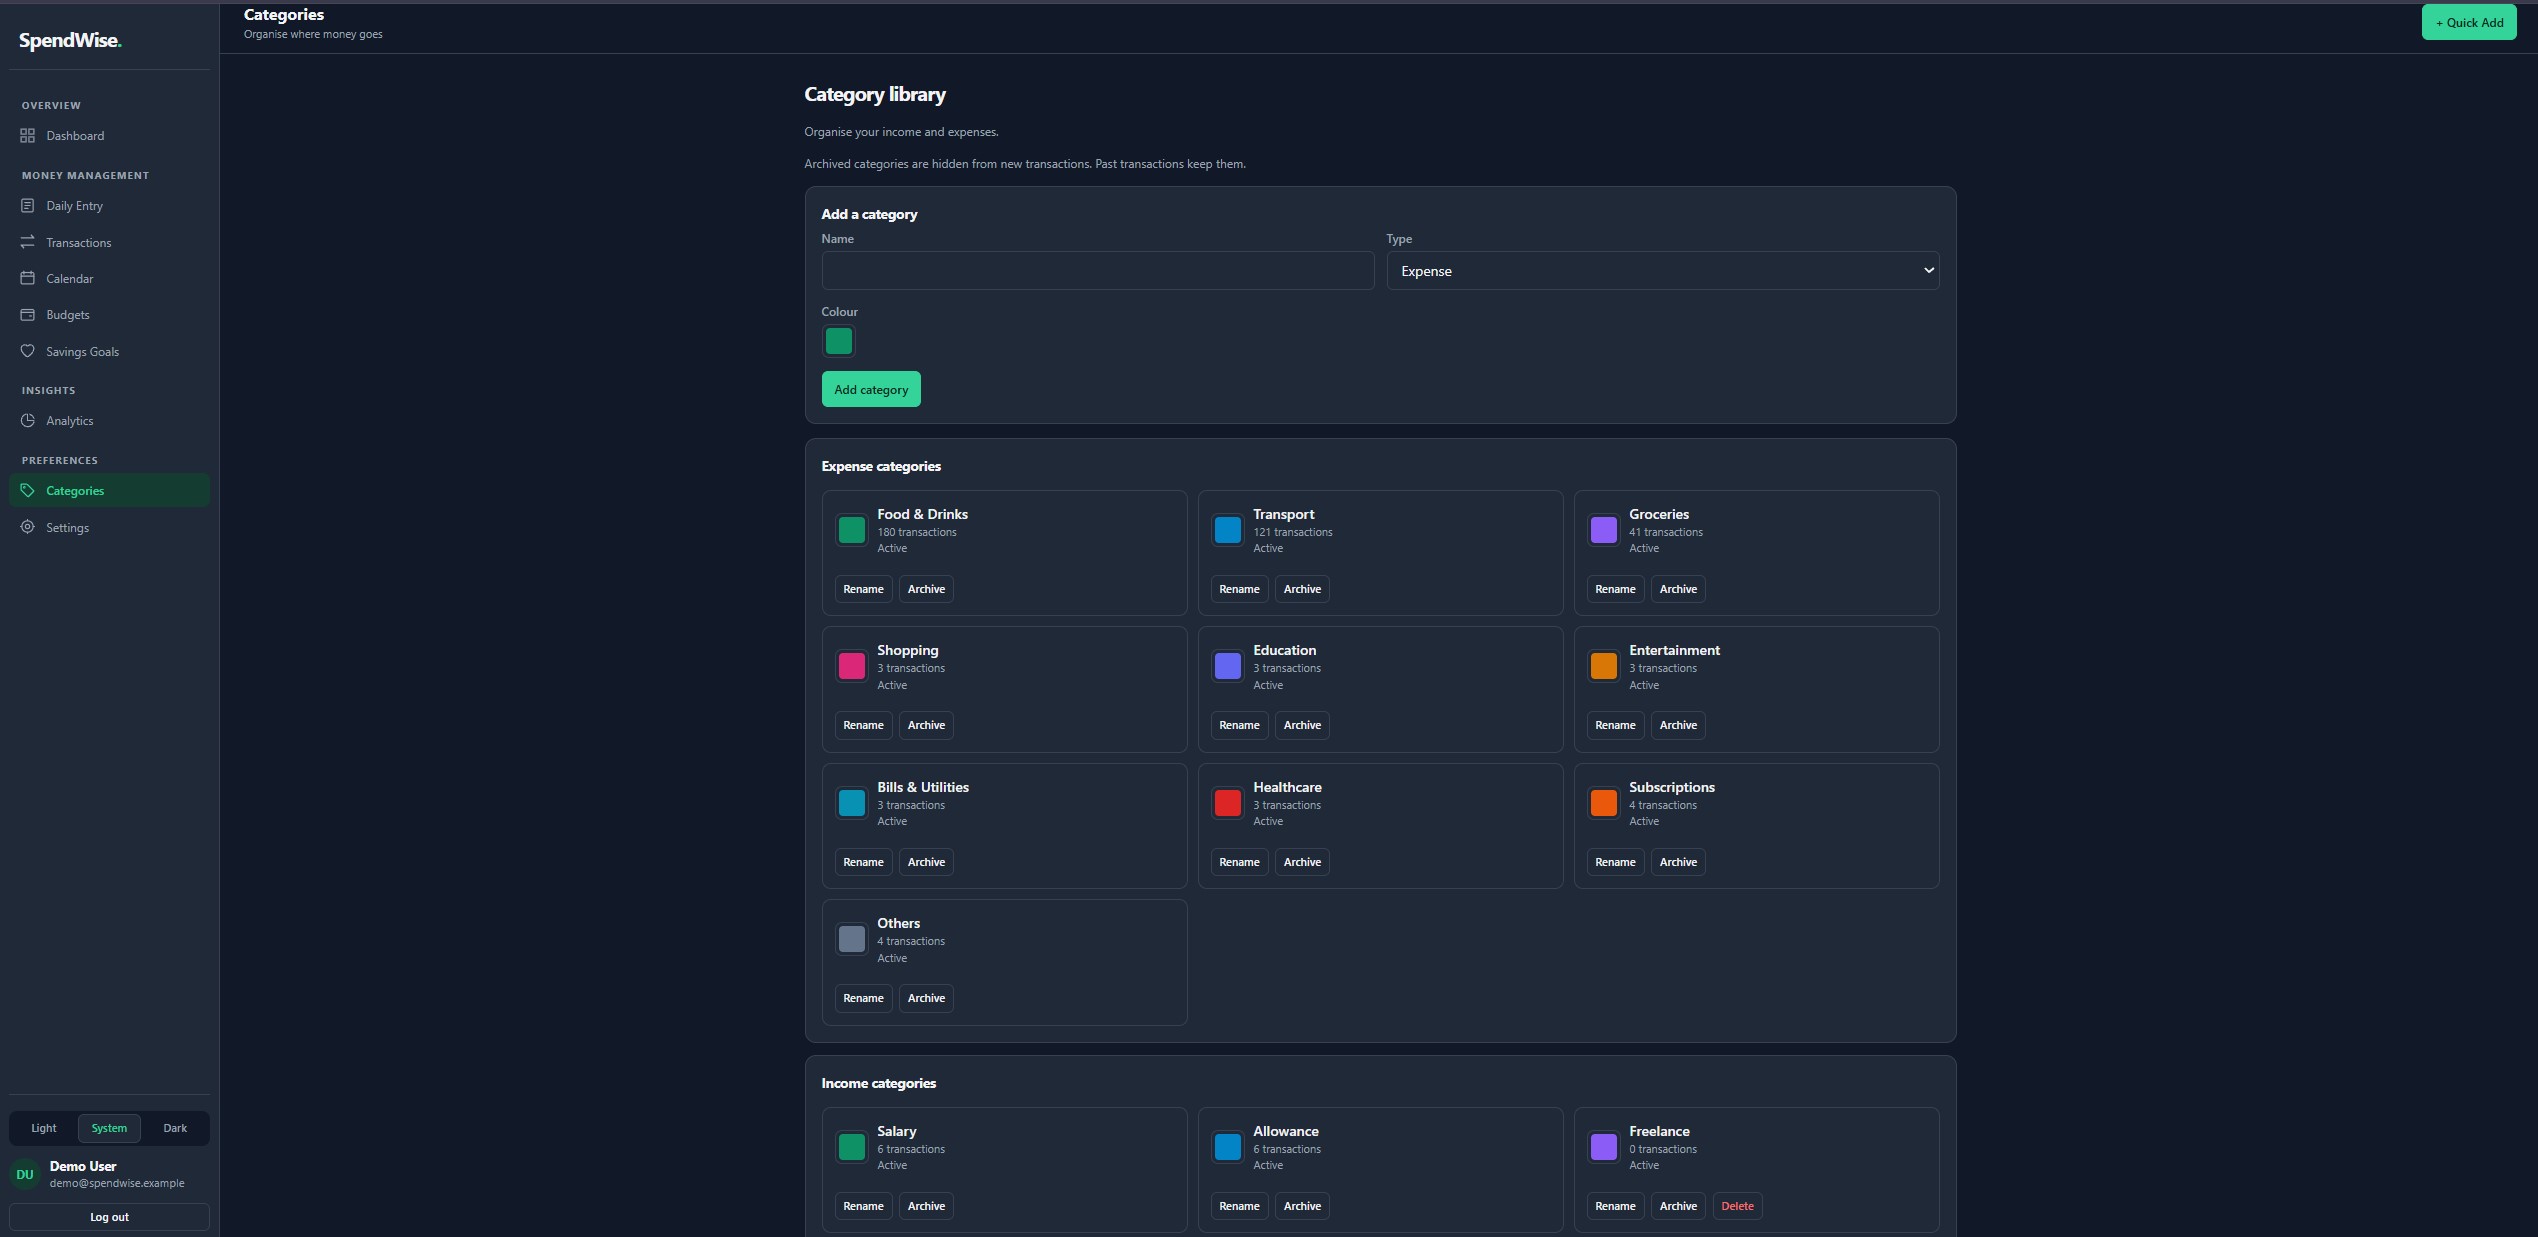 SpendWise.
OVERVIEW
Dashboard
MONEY MANAGEMENT
Daily Entry
Transactions
Calendar
Budgets
Savings Goals
INSIGHTS
Analytics
PREFERENCES
Categories
Settings
Light
System
Dark
DU
Demo User
demo@spendwise.example
Log out
Categories
Organise where money goes
+ Quick Add
Category library
Organise your income and expenses.
Archived categories are hidden from new transactions. Past transactions keep them.
Add a category
Name
Type
Expense
Colour
Add category
Expense categories
Food & Drinks
180 transactions
Active
Rename
Archive
Transport
121 transactions
Active
Rename
Archive
Groceries
41 transactions
Active
Rename
Archive
Shopping
3 transactions
Active
Rename
Archive
Education
3 transactions
Active
Rename
Archive
Entertainment
3 transactions
Active
Rename
Archive
Bills & Utilities
3 transactions
Active
Rename
Archive
Healthcare
3 transactions
Active
Rename
Archive
Subscriptions
4 transactions
Active
Rename
Archive
Others
4 transactions
Active
Rename
Archive
Income categories
Salary
6 transactions
Active
Rename
Archive
Allowance
6 transactions
Active
Rename
Archive
Freelance
0 transactions
Active
Rename
Archive
Delete